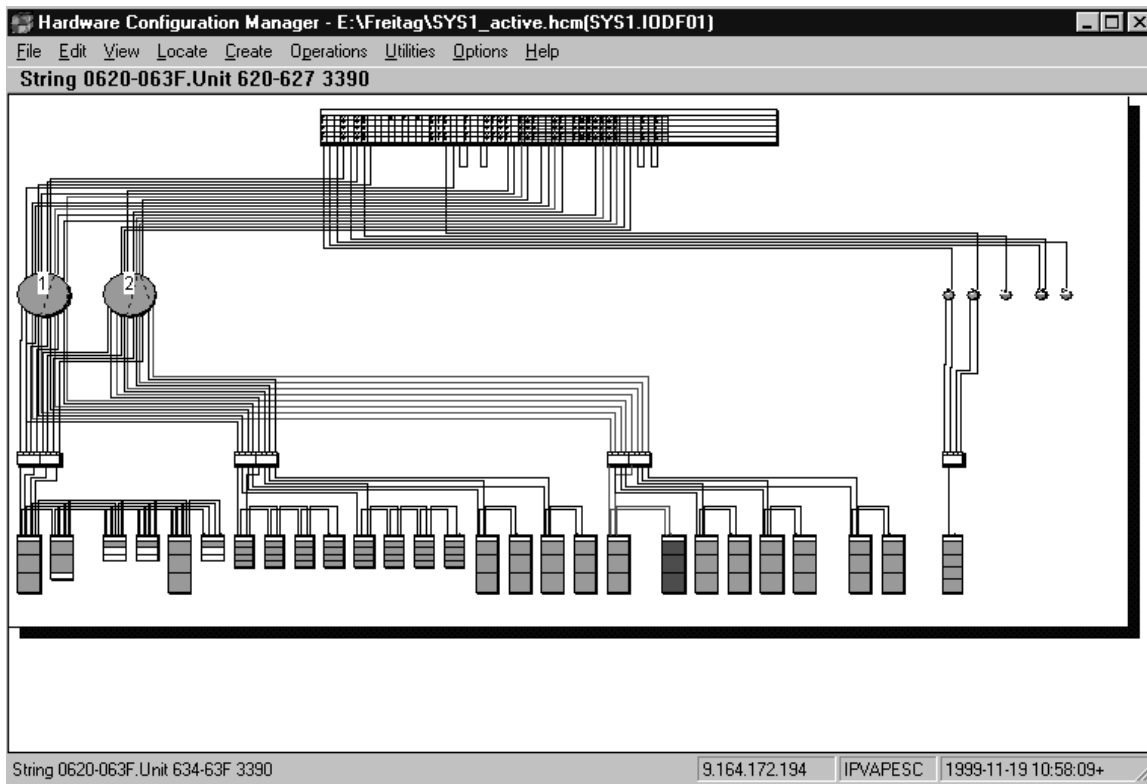 Hardware Configuration Manager - E:\Freitag\SYS1_active.hcm(SYS1.IODF01)
File Edit View Locate Create Operations Utilities Options Help
String 0620-063F.Unit 620-627 3390
1 2
String 0620-063F.Unit 634-63F 3390 9.164.172.194 IPVAPESC 1999-11-19 10:58:09+